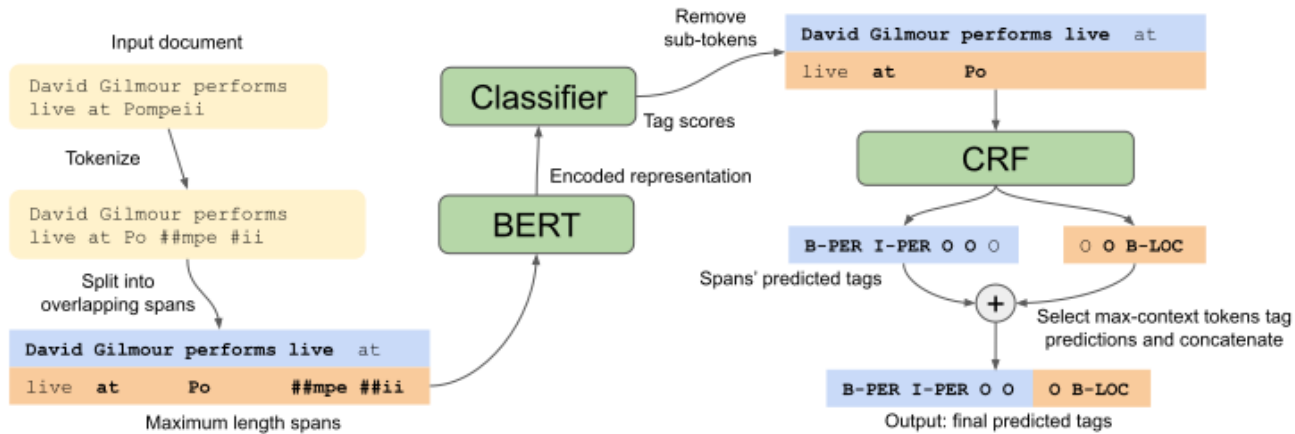 Input document
David Gilmour performs
live at Pompeii
Tokenize
David Gilmour performs
live at Po ##mpe #ii
Split into
overlapping spans
David Gilmour performs live at
live at Po ##mpe ##ii
Maximum length spans
BERT
Encoded representation
Classifier
Tag scores
Remove
sub-tokens
David Gilmour performs live at
live at Po
CRF
B-PER I-PER O O O
O O B-LOC
Spans' predicted tags
+
Select max-context tokens tag
predictions and concatenate
B-PER I-PER O O O B-LOC
Output: final predicted tags